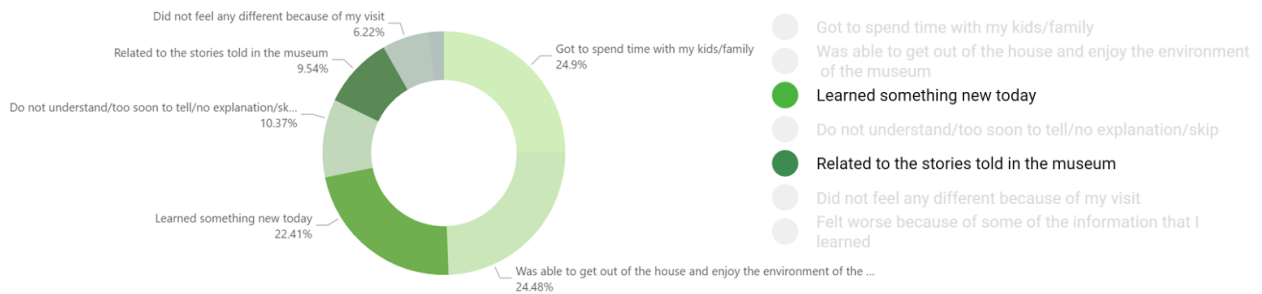 Did not feel any different because of my visit
6.22%
Related to the stories told in the museum
9.54%
Do not understand/too soon to tell/no explanation/sk...
10.37%
Learned something new today
22.41%
Got to spend time with my kids/family
24.9%
Was able to get out of the house and enjoy the environment of the ...
24.48%
Got to spend time with my kids/family
Was able to get out of the house and enjoy the environment
of the museum
Learned something new today
Do not understand/too soon to tell/no explanation/skip
Related to the stories told in the museum
Did not feel any different because of my visit
Felt worse because of some of the information that I
learned